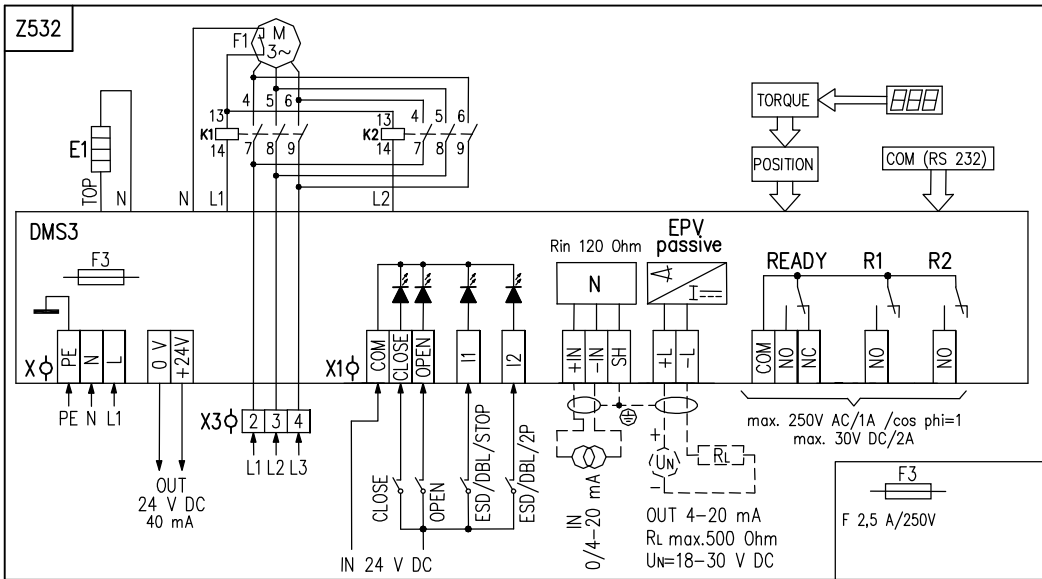 Z532
F1
M
3~
4
5
6
13
K1
14
7
8
9
13
K2
14
4
5
6
7
8
9
TORQUE
POSITION
COM (RS 232)
E1
TOP
N
N
L1
L2
DMS3
F3
Rin 120 Ohm
N
EPV
passive
READY
R1
R2
X
PE
N
L
0 V
+24V
X1
COM
CLOSE
OPEN
I1
I2
+IN
-IN
SH
+L
-L
COM
NO
NC
NO
NO
PE N L1
X3
2
3
4
L1 L2 L3
OUT
24 V DC
40 mA
CLOSE
OPEN
ESD/DBL/STOP
ESD/DBL/2P
IN 24 V DC
IN
0/4-20 mA
+
UN
-
RL
OUT 4-20 mA
RL max.500 Ohm
UN=18-30 V DC
max. 250V AC/1A /cos phi=1
max. 30V DC/2A
F3
F 2,5 A/250V